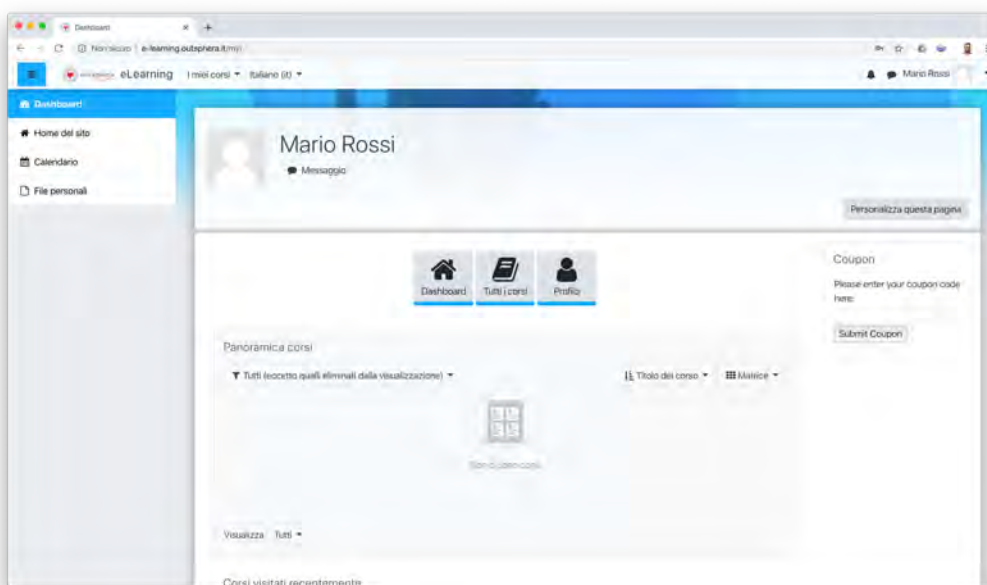 Dashboard
Non sicuro | e-learning.outsphera.it/my/
eLearning I miei corsi Italiano (it) Mario Rossi
Dashboard
Home del sito
Calendario
File personali
Mario Rossi
Messaggio
Personalizza questa pagina
Dashboard Tutti i corsi Profilo
Coupon
Please enter your coupon code
here:
Submit Coupon
Panoramica corsi
Tutti (eccetto quelli eliminati dalla visualizzazione) Titolo del corso Matrice
Non ci sono corsi
Visualizza Tutti
Corsi visitati recentemente